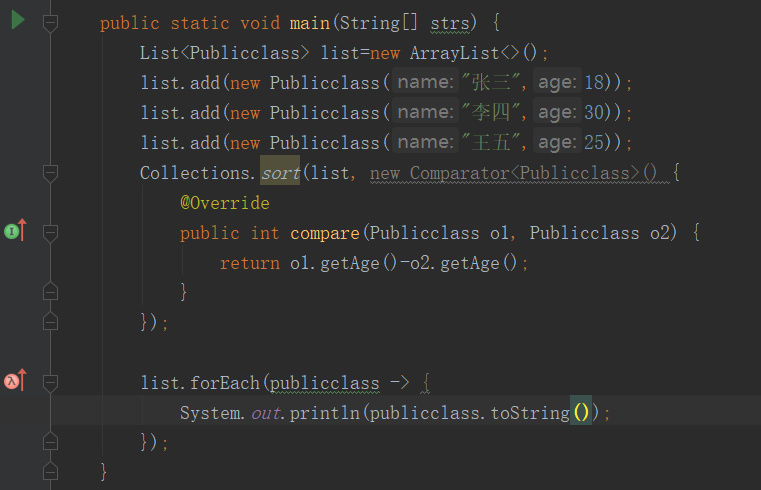 public static void main(String[] strs) {
List<Publicclass> list=new ArrayList<>();
list.add(new Publicclass( name: "张三", age: 18));
list.add(new Publicclass( name: "李四", age: 30));
list.add(new Publicclass( name: "王五", age: 25));
Collections.sort(list, new Comparator<Publicclass>() {
@Override
public int compare(Publicclass o1, Publicclass o2) {
return o1.getAge()-o2.getAge();
}
});
list.forEach(publicclass -> {
System.out.println(publicclass.toString());
});
}